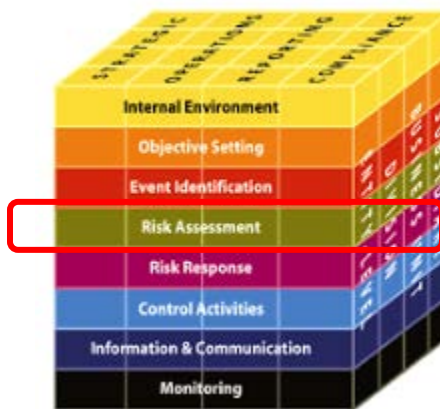 STRATEGIC
OPERATIONS
REPORTING
COMPLIANCE
Internal Environment
Objective Setting
Event Identification
Risk Assessment
Risk Response
Control Activities
Information & Communication
Monitoring